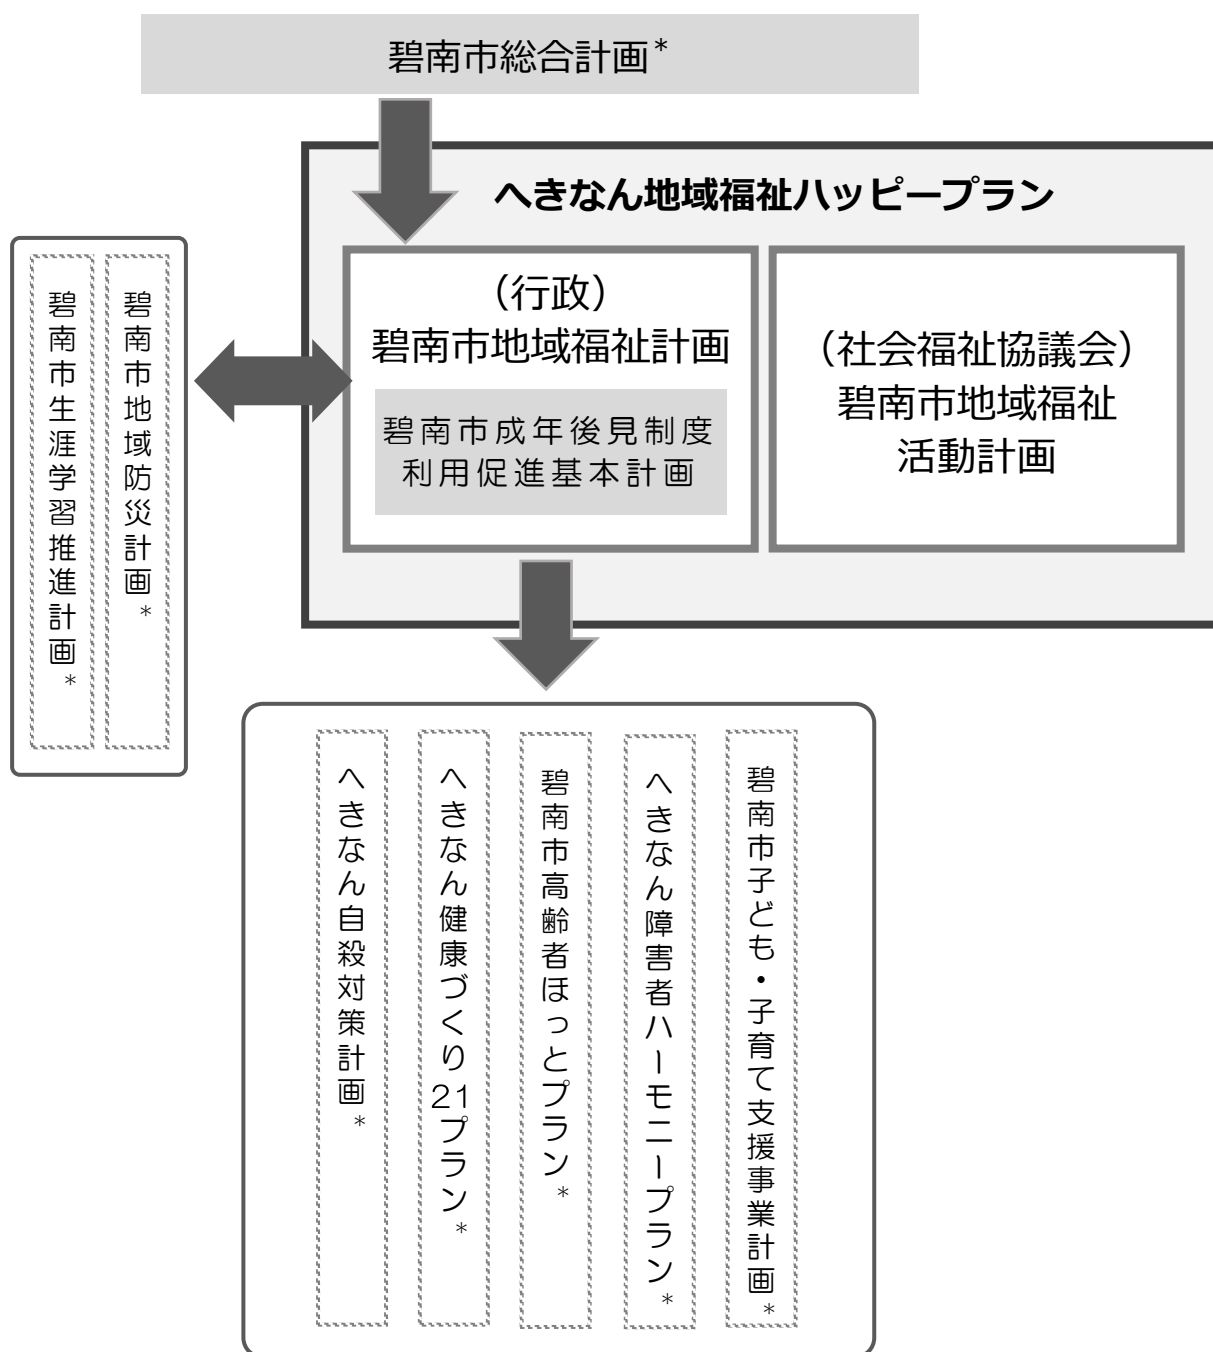 碧南市総合計画*
へきなん地域福祉ハッピープラン
（行政）
碧南市地域福祉計画
碧南市成年後見制度
利用促進基本計画
（社会福祉協議会）
碧南市地域福祉
活動計画
碧南市地域防災計画*
碧南市生涯学習推進計画*
碧南市子ども・子育て支援事業計画*
へきなん障害者ハーモニープラン*
碧南市高齢者ほっとプラン*
へきなん健康づくり21プラン*
へきなん自殺対策計画*